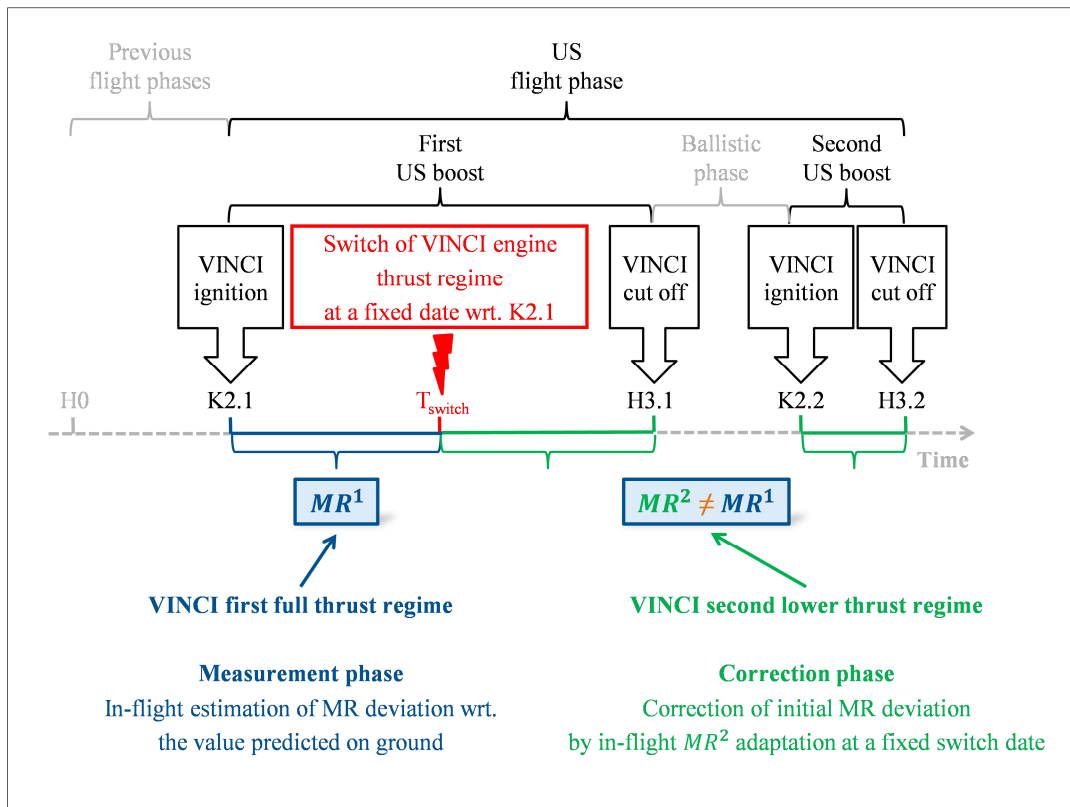 Previous
flight phases
US
flight phase
First
US boost
Ballistic
phase
Second
US boost
VINCI
ignition
Switch of VINCI engine
thrust regime
at a fixed date wrt. K2.1
VINCI
cut off
VINCI
ignition
VINCI
cut off
H0
K2.1
T_switch
H3.1
K2.2
H3.2
Time
MR¹
MR² ≠ MR¹
VINCI first full thrust regime
VINCI second lower thrust regime
Measurement phase
In-flight estimation of MR deviation wrt.
the value predicted on ground
Correction phase
Correction of initial MR deviation
by in-flight MR² adaptation at a fixed switch date